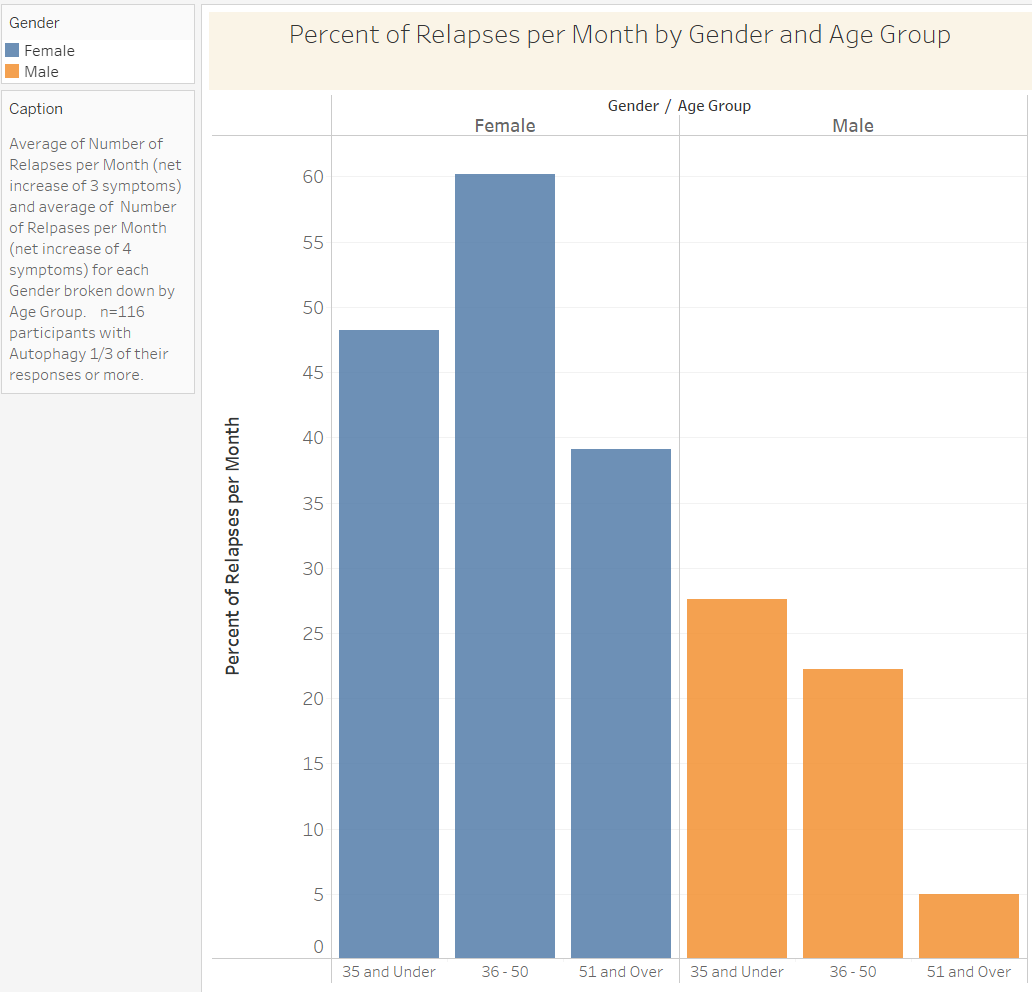 Gender
Female
Male
Caption
Average of Number of
Relapses per Month (net
increase of 3 symptoms)
and average of  Number
of Relpases per Month
(net increase of 4
symptoms) for each
Gender broken down by
Age Group.    n=116
participants with
Autophagy 1/3 of their
responses or more.
Percent of Relapses per Month by Gender and Age Group
Gender / Age Group
Female
Male
Percent of Relapses per Month
60
55
50
45
40
35
30
25
20
15
10
5
0
35 and Under
36 - 50
51 and Over
35 and Under
36 - 50
51 and Over